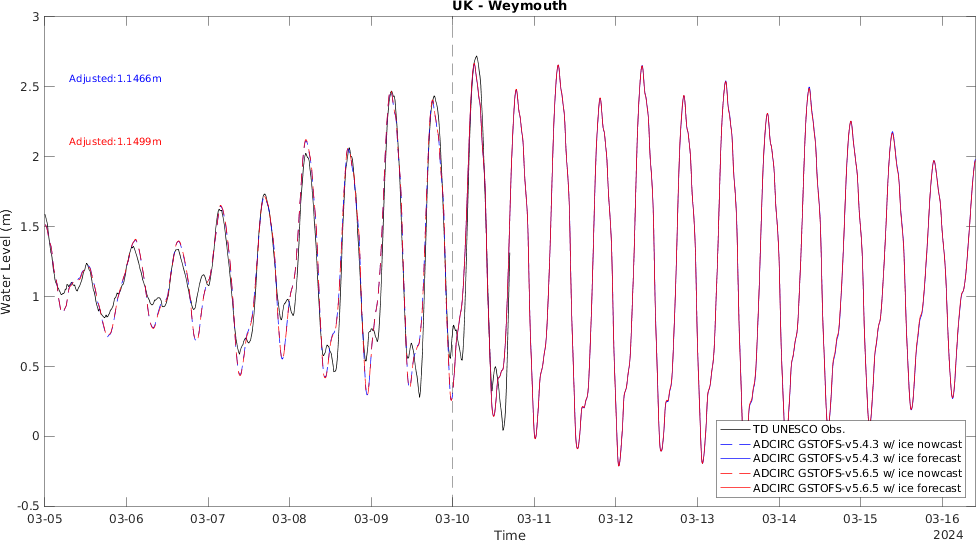 UK - Weymouth
Water Level (m)
3
2.5
2
1.5
1
0.5
0
-0.5
Adjusted:1.1466m
Adjusted:1.1499m
TD UNESCO Obs.
ADCIRC GSTOFS-v5.4.3 w/ ice nowcast
ADCIRC GSTOFS-v5.4.3 w/ ice forecast
ADCIRC GSTOFS-v5.6.5 w/ ice nowcast
ADCIRC GSTOFS-v5.6.5 w/ ice forecast
03-05 03-06 03-07 03-08 03-09 03-10 03-11 03-12 03-13 03-14 03-15 03-16
Time
2024